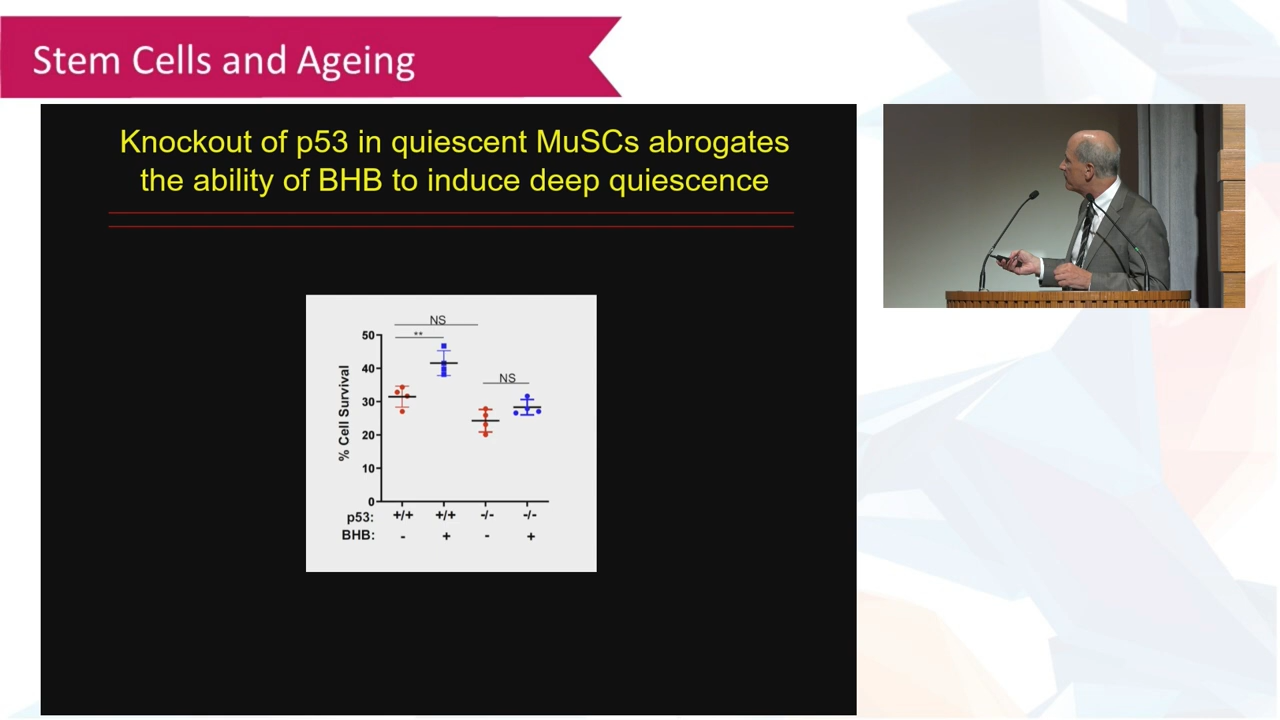 Stem Cells and Ageing
Knockout of p53 in quiescent MuSCs abrogates
the ability of BHB to induce deep quiescence
NS
**
NS
50
40
30
20
10
0
% Cell Survival
p53: +/+ +/+ -/- -/-
BHB: - + - +